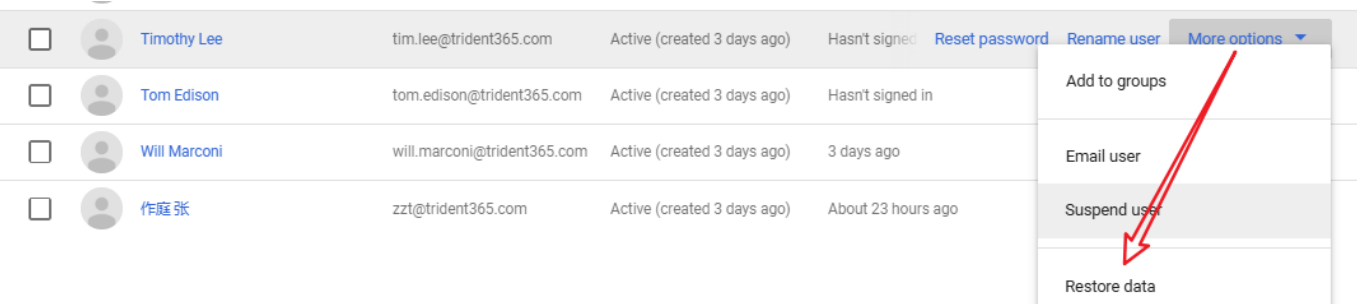 Timothy Lee tim.lee@trident365.com Active (created 3 days ago) Hasn't signed Reset password Rename user More options
Add to groups
Tom Edison tom.edison@trident365.com Active (created 3 days ago) Hasn't signed in
Will Marconi will.marconi@trident365.com Active (created 3 days ago) 3 days ago
Email user
作庭 张 zzt@trident365.com Active (created 3 days ago) About 23 hours ago
Suspend user
Restore data